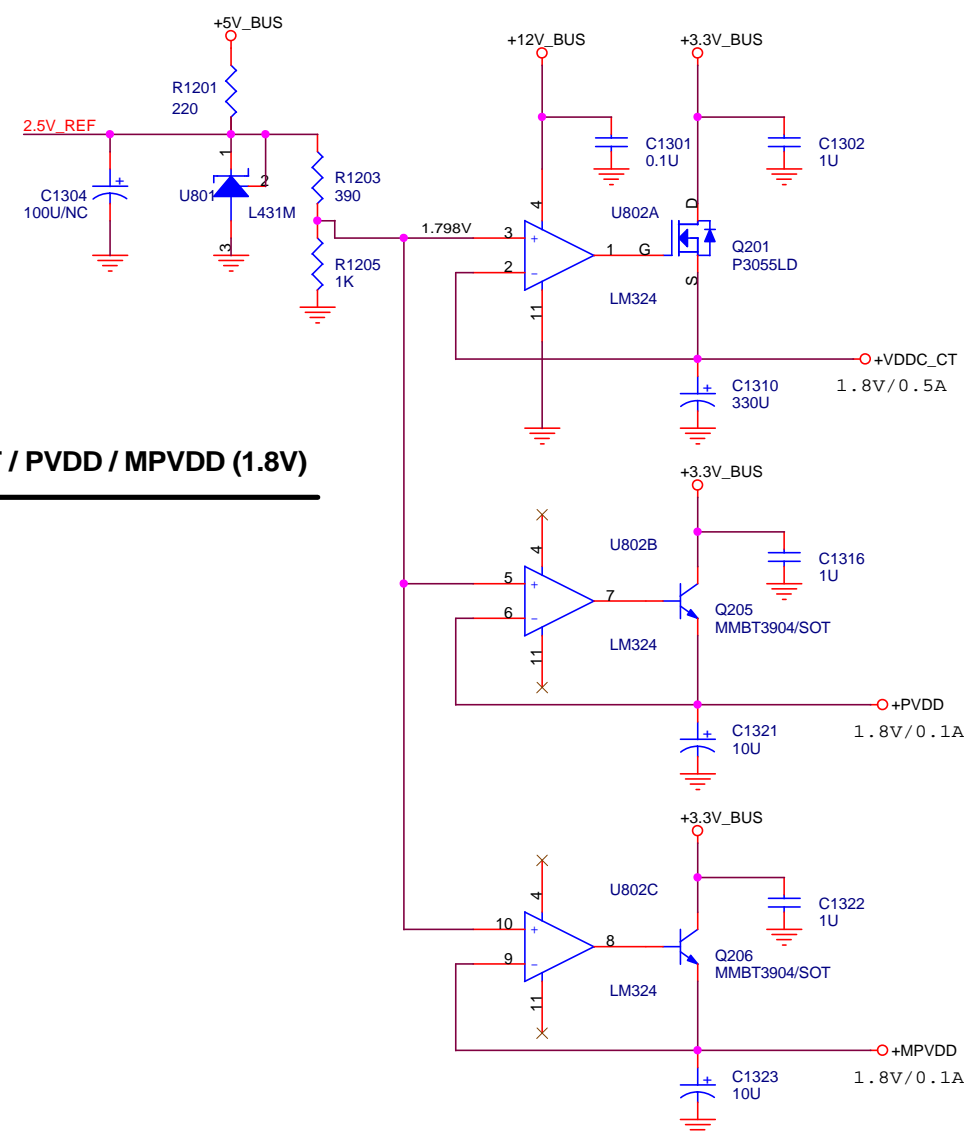 +5V_BUS
R1201
220
2.5V_REF
C1304
100U/NC
+
1
2
3
U801
L431M
R1203
390
R1205
1K
1.798V
+12V_BUS
C1301
0.1U
+3.3V_BUS
C1302
1U
4
3
+
2
−
11
1
G
D
S
U802A
LM324
Q201
P3055LD
+VDDC_CT
1.8V/0.5A
+
C1310
330U
/ PVDD / MPVDD (1.8V)
+3.3V_BUS
C1316
1U
4
5
+
6
−
11
7
U802B
LM324
Q205
MMBT3904/SOT
+PVDD
1.8V/0.1A
+
C1321
10U
+3.3V_BUS
C1322
1U
4
10
+
9
−
11
8
U802C
LM324
Q206
MMBT3904/SOT
+MPVDD
1.8V/0.1A
+
C1323
10U